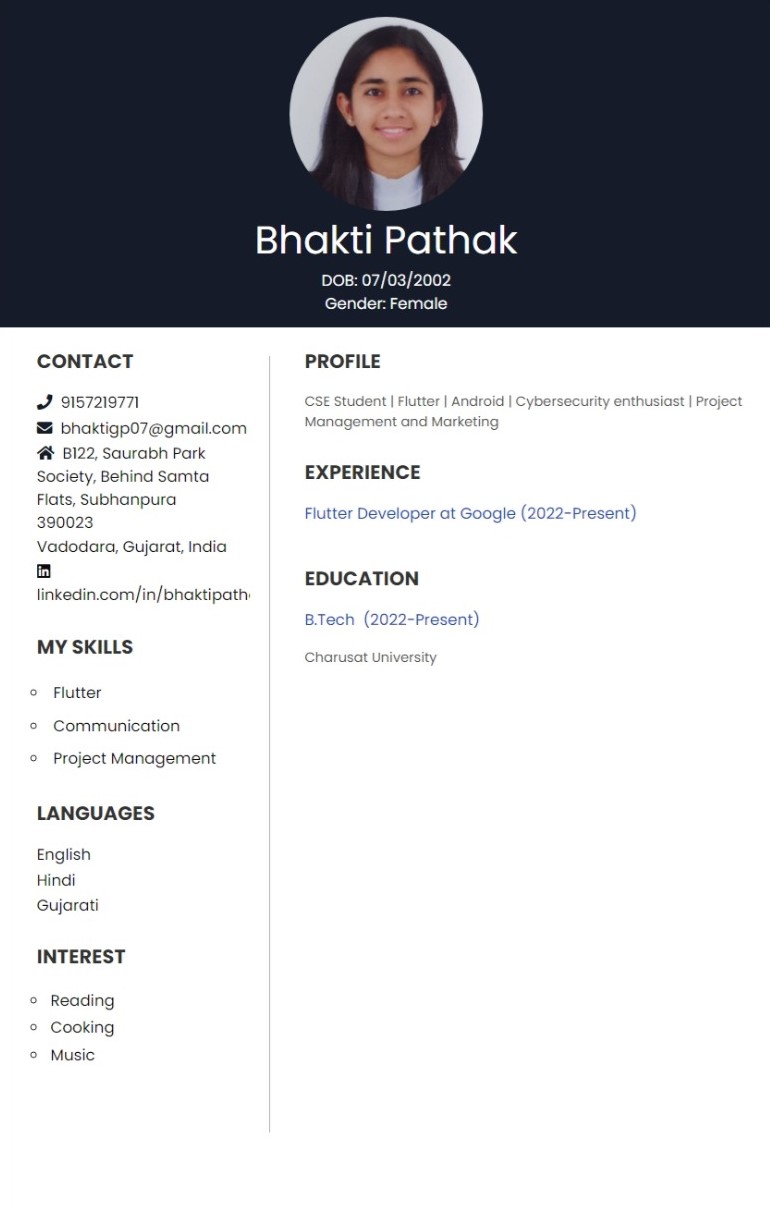 Bhakti Pathak
DOB: 07/03/2002
Gender: Female
CONTACT
9157219771
bhaktigp07@gmail.com
B122, Saurabh Park
Society, Behind Samta
Flats, Subhanpura
390023
Vadodara, Gujarat, India
in
linkedin.com/in/bhaktipath
MY SKILLS
Flutter
Communication
Project Management
LANGUAGES
English
Hindi
Gujarati
INTEREST
Reading
Cooking
Music
PROFILE
CSE Student | Flutter | Android | Cybersecurity enthusiast | Project
Management and Marketing
EXPERIENCE
Flutter Developer at Google (2022-Present)
EDUCATION
B.Tech (2022-Present)
Charusat University